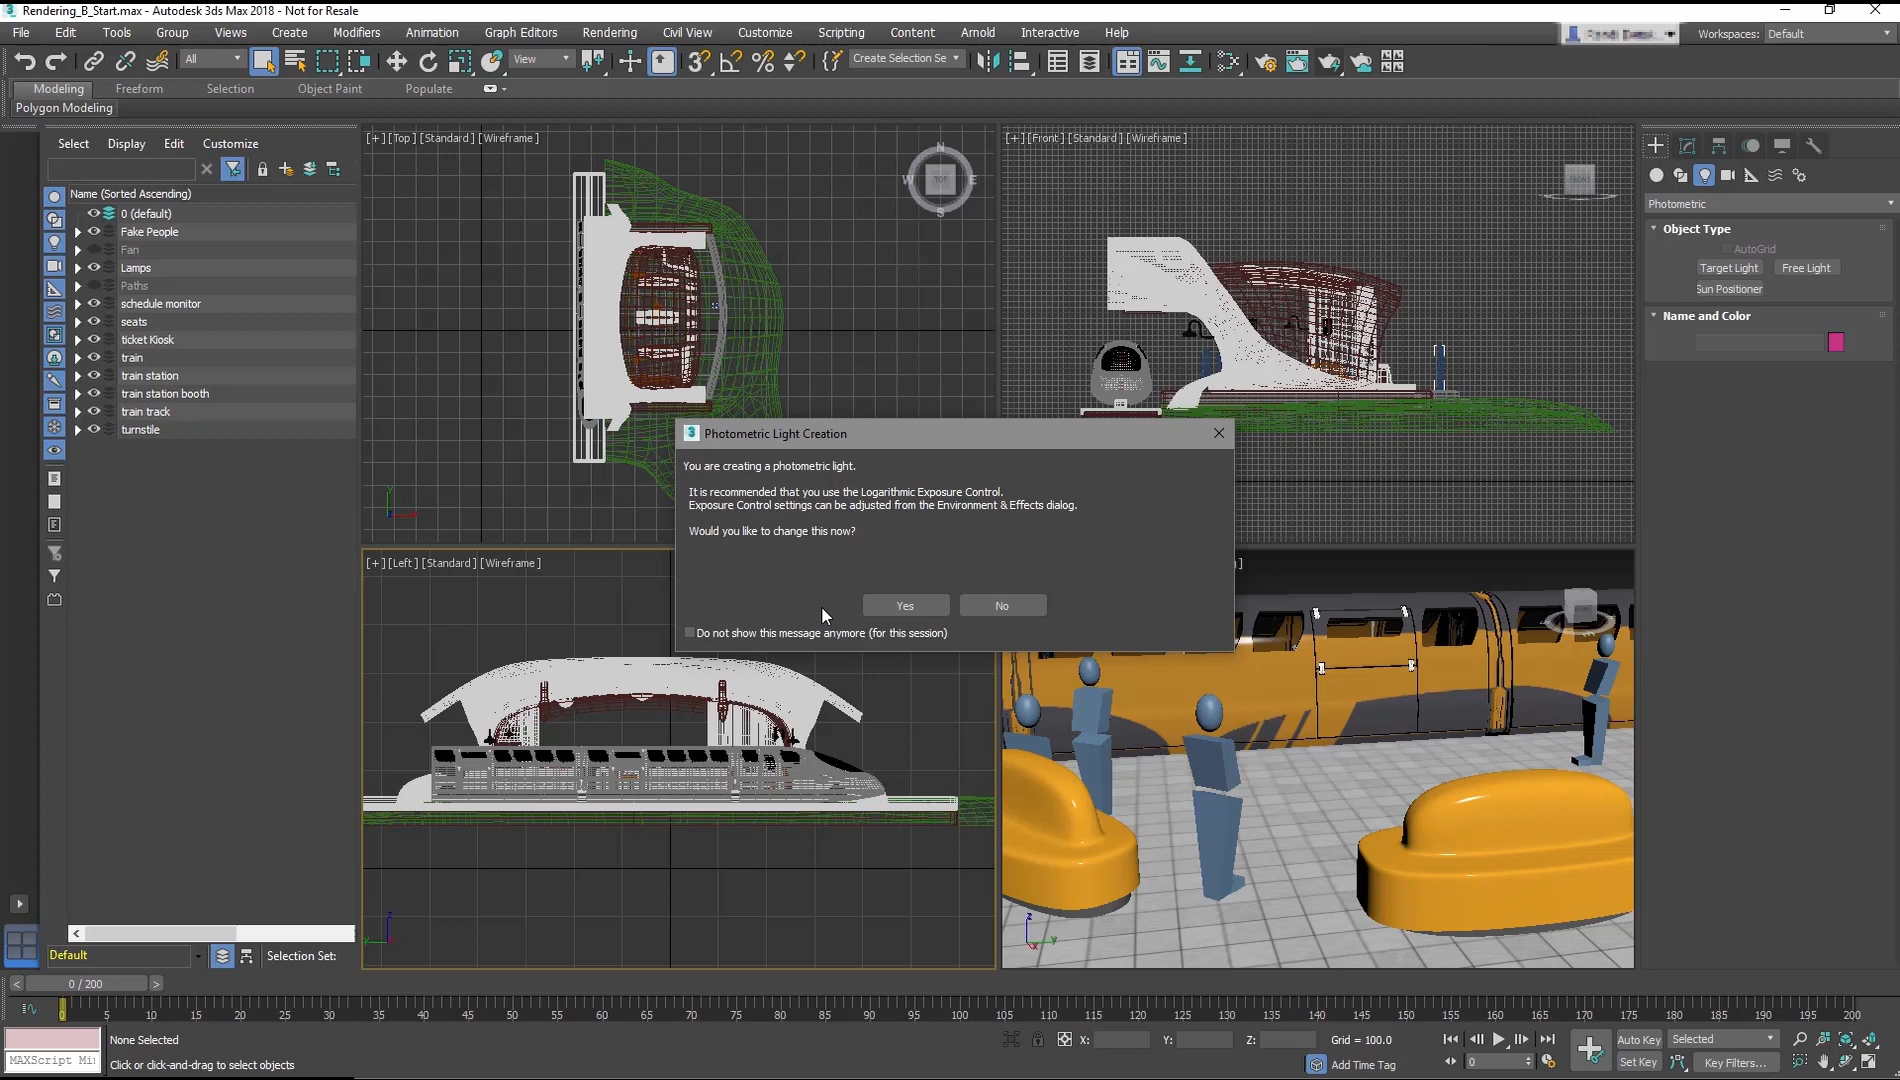 Rendering_B_Start.max - Autodesk 3ds Max 2018 - Not for Resale
File Edit Tools Group Views Create Modifiers Animation Graph Editors Rendering Civil View Customize Scripting Content Arnold Interactive Help
Workspaces: Default
All View Create Selection Se
Modeling Freeform Selection Object Paint Populate
Polygon Modeling
Select Display Edit Customize
Name (Sorted Ascending)
0 (default)
Fake People
Fan
Lamps
Paths
schedule monitor
seats
ticket Kiosk
train
train station
train station booth
train track
turnstile
Default
Selection Set:
[+] [Top] [Standard] [Wireframe]
N
W TOP E
S
[+] [Front] [Standard] [Wireframe]
FRONT
[+] [Left] [Standard] [Wireframe]
Photometric Light Creation
You are creating a photometric light.
It is recommended that you use the Logarithmic Exposure Control.
Exposure Control settings can be adjusted from the Environment & Effects dialog.
Would you like to change this now?
Yes No
Do not show this message anymore (for this session)
Photometric
Object Type
AutoGrid
Target Light Free Light
Sun Positioner
Name and Color
0 / 200
0 5 10 15 20 25 30 35 40 45 50 55 60 65 70 75 80 85 90 95 100 105 110 115 120 125 130 135 140 145 150 155 160 165 170 175 180 185 190 195 200
None Selected
X: Y: Z: Grid = 100.0
Auto Key Selected
MAXScript Mi
Click or click-and-drag to select objects
Add Time Tag
0
Set Key Key Filters...